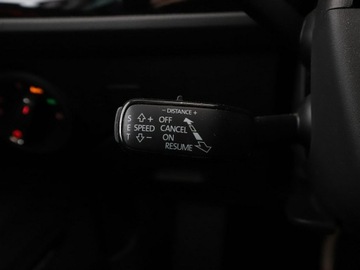 − DISTANCE +
S ⇧+ OFF
E SPEED CANCEL
T ⇩− ON
RESUME